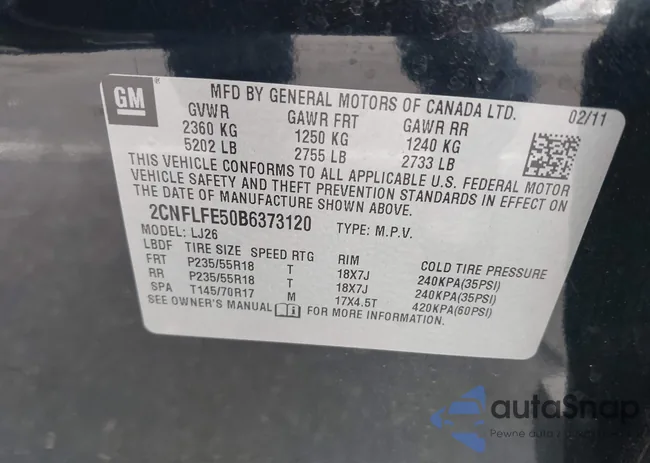 GM
MFD BY GENERAL MOTORS OF CANADA LTD. 02/11
GVWR GAWR FRT GAWR RR
2360 KG 1250 KG 1240 KG
5202 LB 2755 LB 2733 LB
THIS VEHICLE CONFORMS TO ALL APPLICABLE U.S. FEDERAL MOTOR
VEHICLE SAFETY AND THEFT PREVENTION STANDARDS IN EFFECT ON
THE DATE OF MANUFACTURE SHOWN ABOVE.
2CNFLFE50B6373120 TYPE: M.P.V.
MODEL: LJ26
LBDF TIRE SIZE SPEED RTG RIM COLD TIRE PRESSURE
FRT P235/55R18 T 18X7J 240KPA(35PSI)
RR P235/55R18 T 18X7J 240KPA(35PSI)
SPA T145/70R17 M 17X4.5T 420KPA(60PSI)
SEE OWNER'S MANUAL FOR MORE INFORMATION.
autaSnap
Pewne auta z